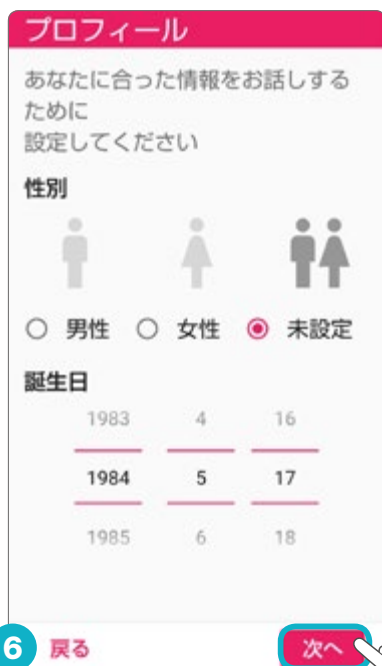 プロフィール
あなたに合った情報をお話しする
ために
設定してください
性別
男性 女性 未設定
誕生日
1983 4 16
1984 5 17
1985 6 18
6 戻る 次へ